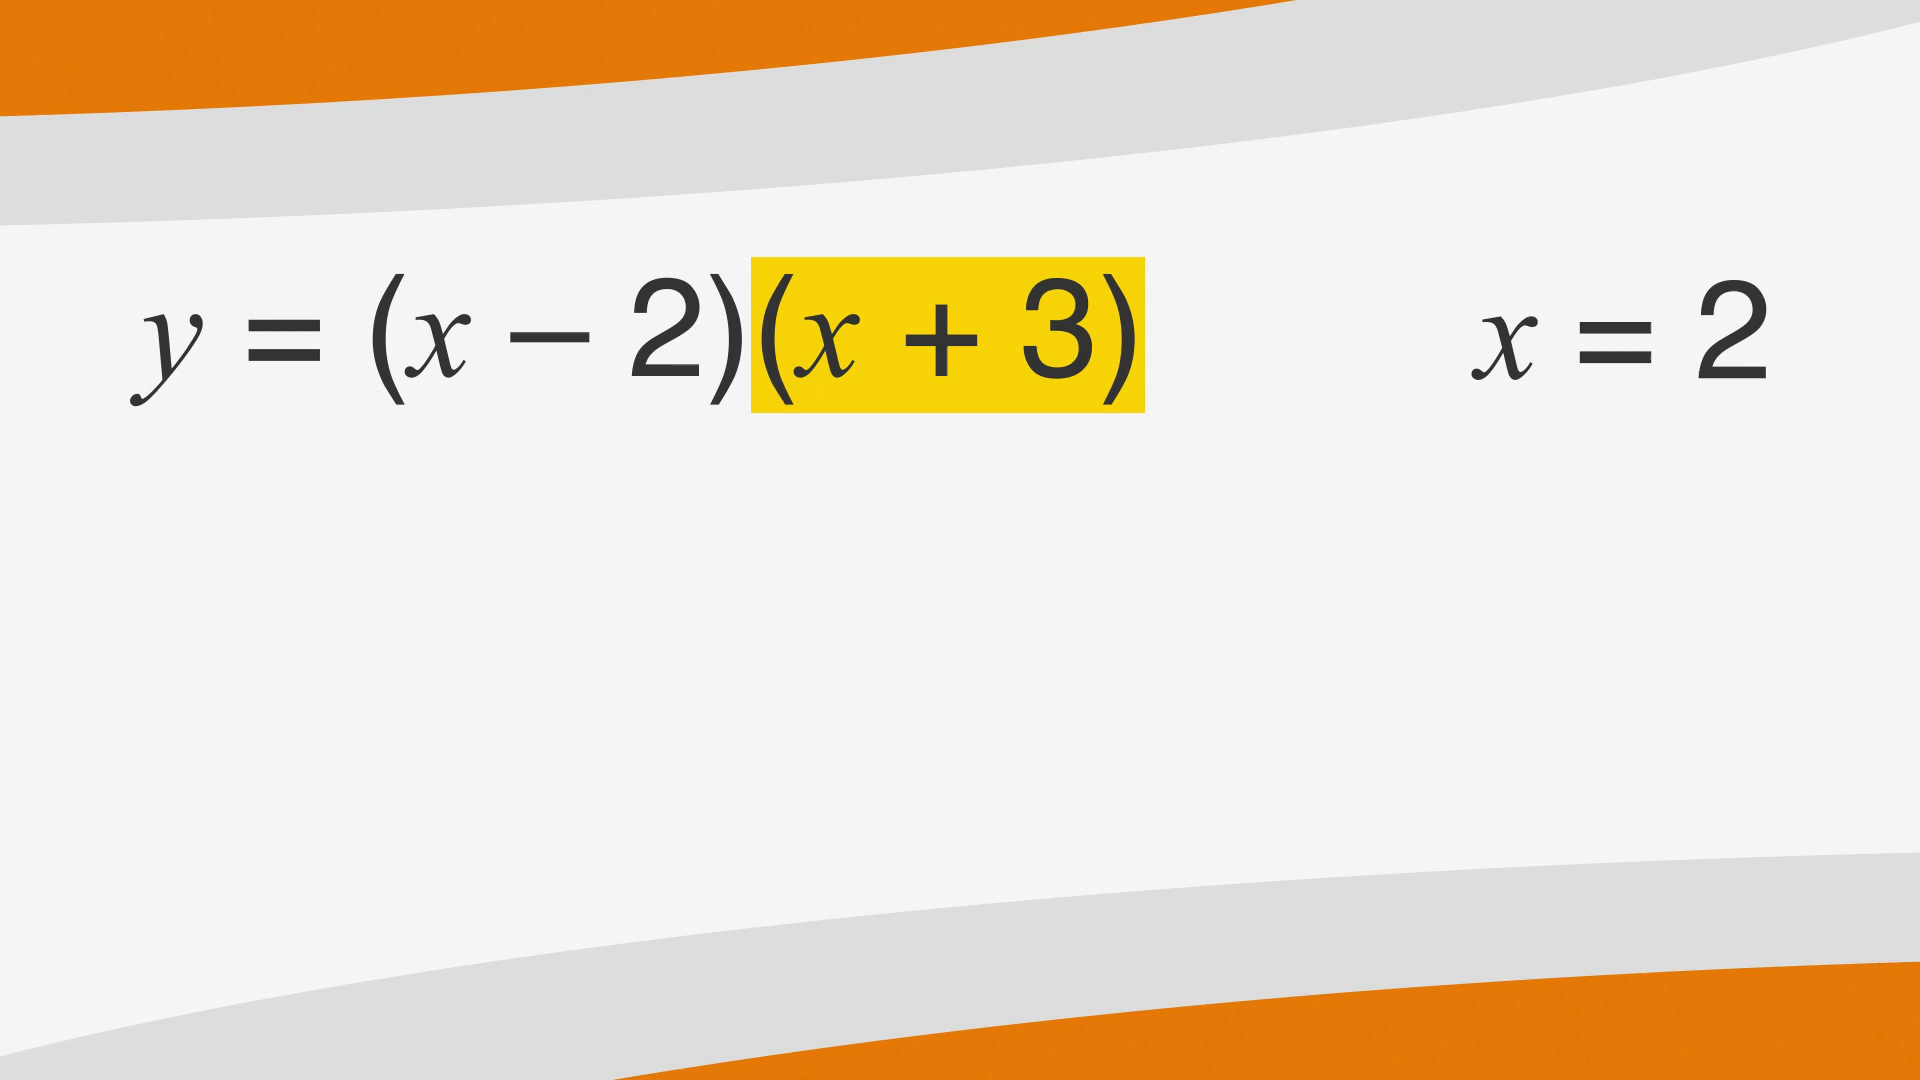 y = (x − 2)(x + 3) x = 2